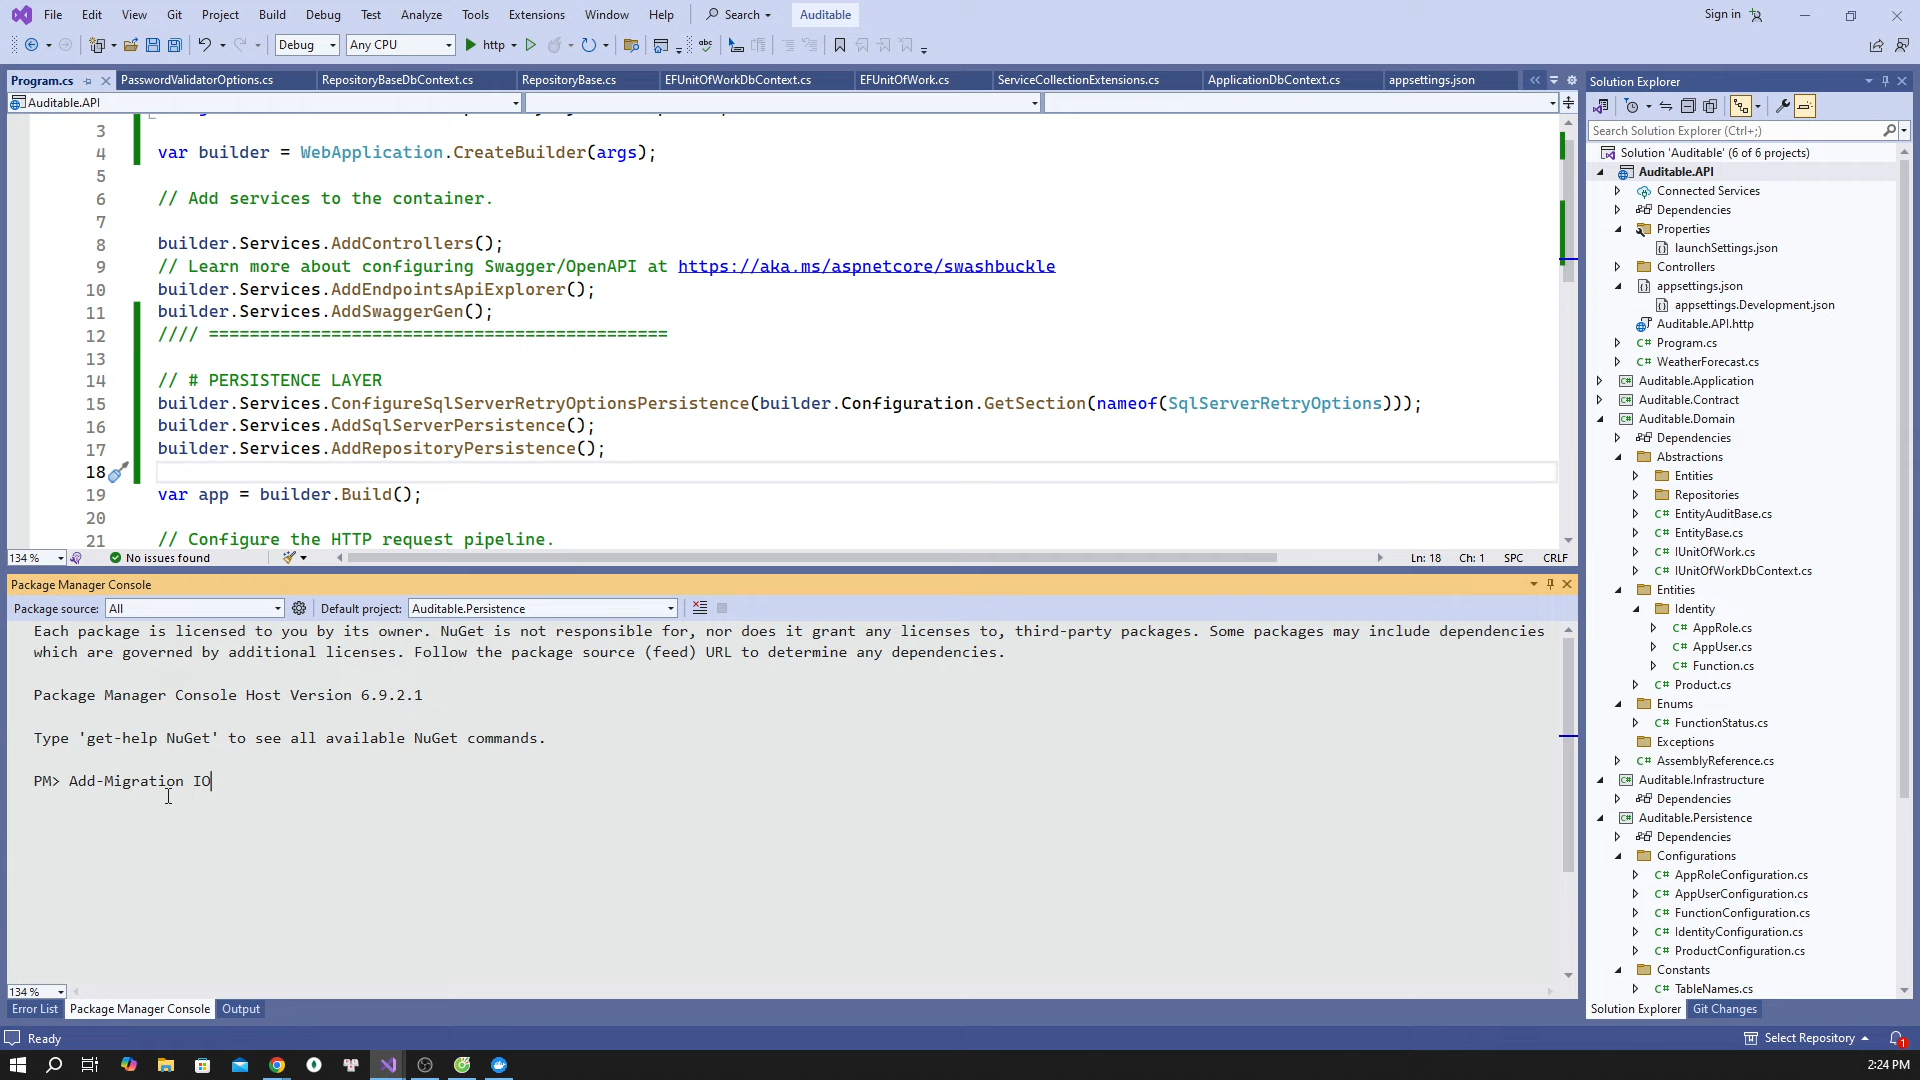 File Edit View Git Project Build Debug Test Analyze Tools Extensions Window Help Search Auditable Sign in
Debug Any CPU http
Program.cs PasswordValidatorOptions.cs RepositoryBaseDbContext.cs RepositoryBase.cs EFUnitOfWorkDbContext.cs EFUnitOfWork.cs ServiceCollectionExtensions.cs ApplicationDbContext.cs appsettings.json
Auditable.API
3
4 var builder = WebApplication.CreateBuilder(args);
5
6 // Add services to the container.
7
8 builder.Services.AddControllers();
9 // Learn more about configuring Swagger/OpenAPI at https://aka.ms/aspnetcore/swashbuckle
10 builder.Services.AddEndpointsApiExplorer();
11 builder.Services.AddSwaggerGen();
12 //// =============================================
13
14 // # PERSISTENCE LAYER
15 builder.Services.ConfigureSqlServerRetryOptionsPersistence(builder.Configuration.GetSection(nameof(SqlServerRetryOptions)));
16 builder.Services.AddSqlServerPersistence();
17 builder.Services.AddRepositoryPersistence();
18
19 var app = builder.Build();
20
21 // Configure the HTTP request pipeline.
134 % No issues found Ln: 18 Ch: 1 SPC CRLF
Package Manager Console
Package source: All Default project: Auditable.Persistence
Each package is licensed to you by its owner. NuGet is not responsible for, nor does it grant any licenses to, third-party packages. Some packages may include dependencies
which are governed by additional licenses. Follow the package source (feed) URL to determine any dependencies.
Package Manager Console Host Version 6.9.2.1
Type 'get-help NuGet' to see all available NuGet commands.
PM> Add-Migration IO
134 %
Error List Package Manager Console Output
Solution Explorer
Search Solution Explorer (Ctrl+;)
Solution 'Auditable' (6 of 6 projects)
Auditable.API
Connected Services
Dependencies
Properties
launchSettings.json
Controllers
appsettings.json
appsettings.Development.json
Auditable.API.http
C# Program.cs
C# WeatherForecast.cs
C# Auditable.Application
C# Auditable.Contract
C# Auditable.Domain
Dependencies
Abstractions
Entities
Repositories
C# EntityAuditBase.cs
C# EntityBase.cs
C# IUnitOfWork.cs
C# IUnitOfWorkDbContext.cs
Entities
Identity
C# AppRole.cs
C# AppUser.cs
C# Function.cs
C# Product.cs
Enums
C# FunctionStatus.cs
Exceptions
C# AssemblyReference.cs
C# Auditable.Infrastructure
Dependencies
C# Auditable.Persistence
Dependencies
Configurations
C# AppRoleConfiguration.cs
C# AppUserConfiguration.cs
C# FunctionConfiguration.cs
C# IdentityConfiguration.cs
C# ProductConfiguration.cs
Constants
C# TableNames.cs
Solution Explorer Git Changes
Ready Select Repository 1
2:24 PM